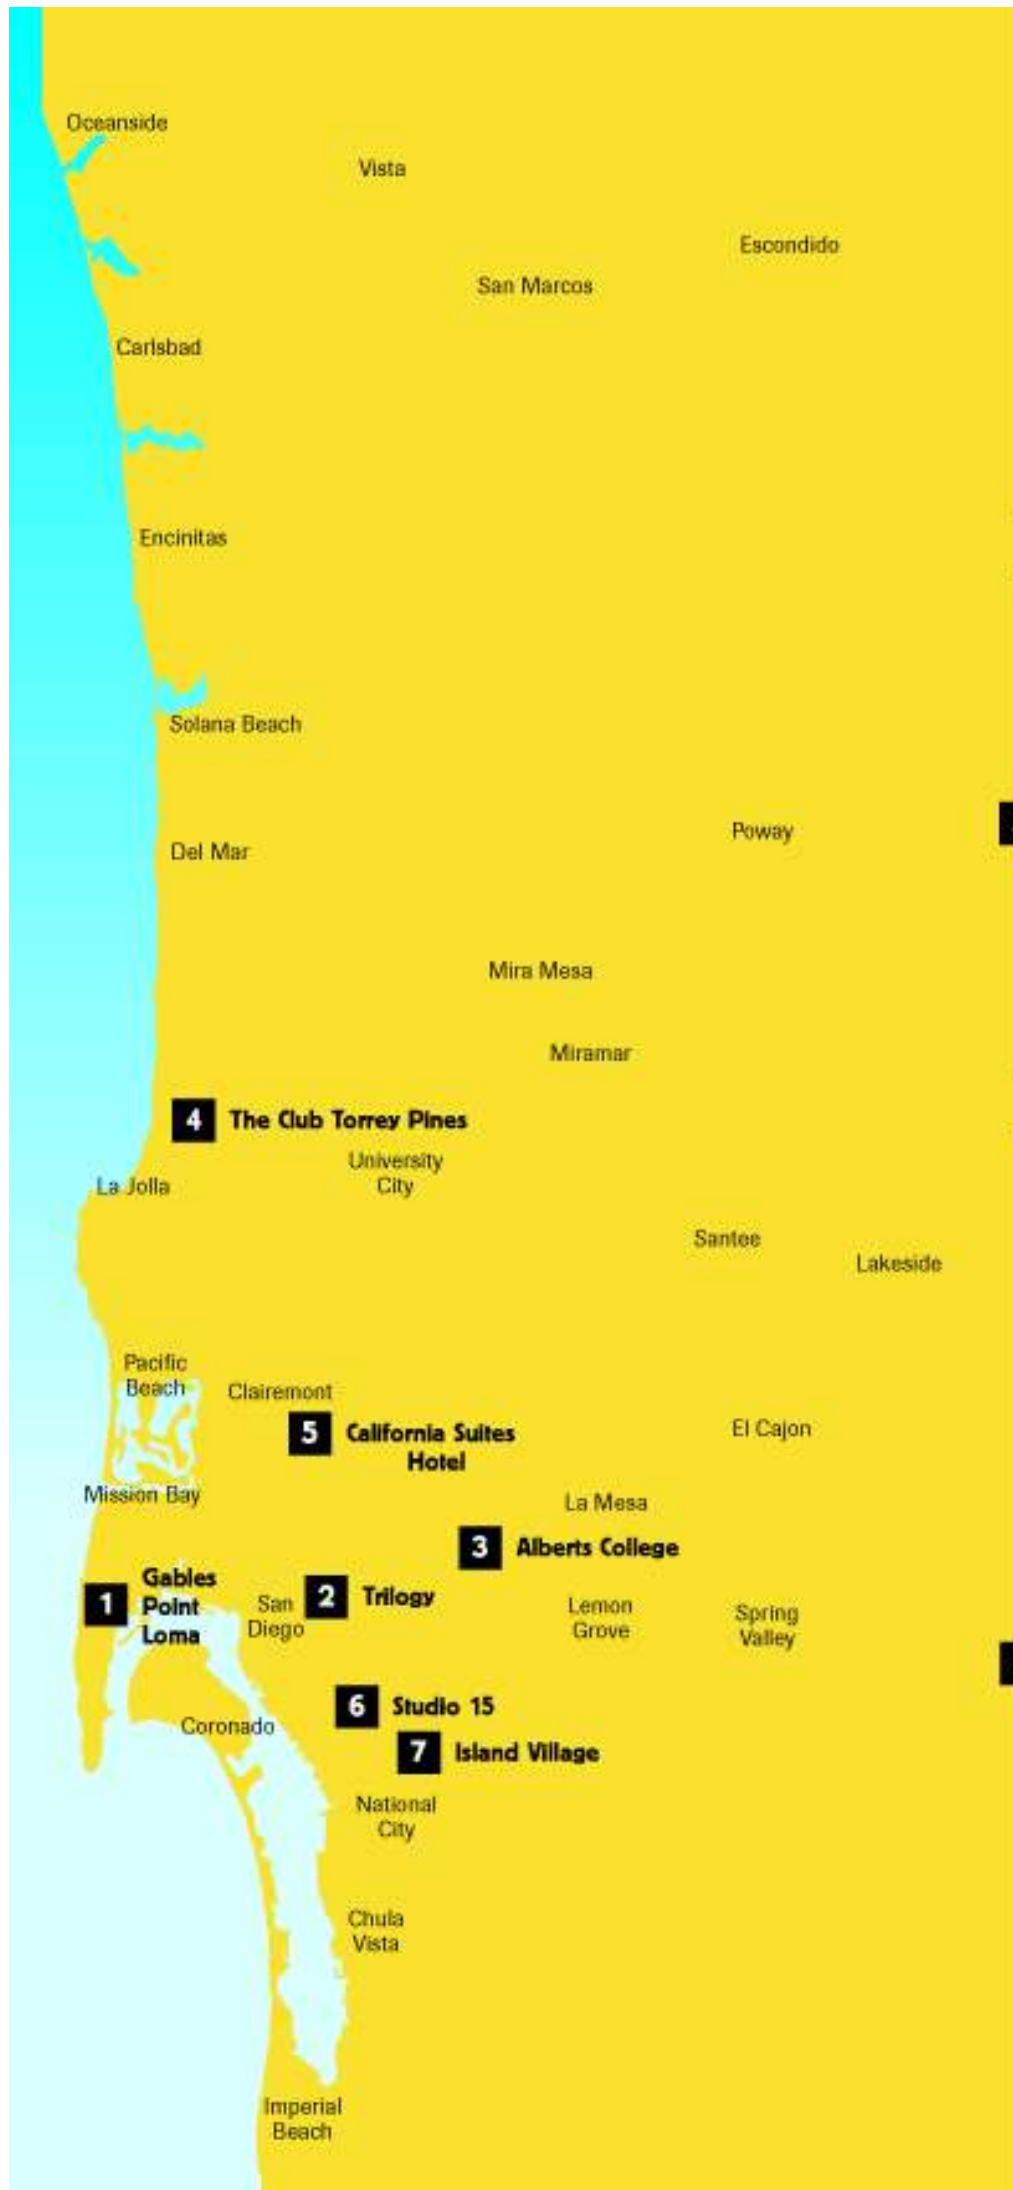 Oceanside
Vista
Escondido
San Marcos
Carlsbad
Encinitas
Solana Beach
Poway
Del Mar
Mira Mesa
Miramar
4 The Club Torrey Pines
University
City
La Jolla
Santee
Lakeside
Pacific
Beach
Clairemont
5 California Suites
Hotel
El Cajon
Mission Bay
La Mesa
3 Alberts College
1 Gables
Point
Loma
San
Diego
2 Trilogy
Lemon
Grove
Spring
Valley
6 Studio 15
Coronado
7 Island Village
National
City
Chula
Vista
Imperial
Beach